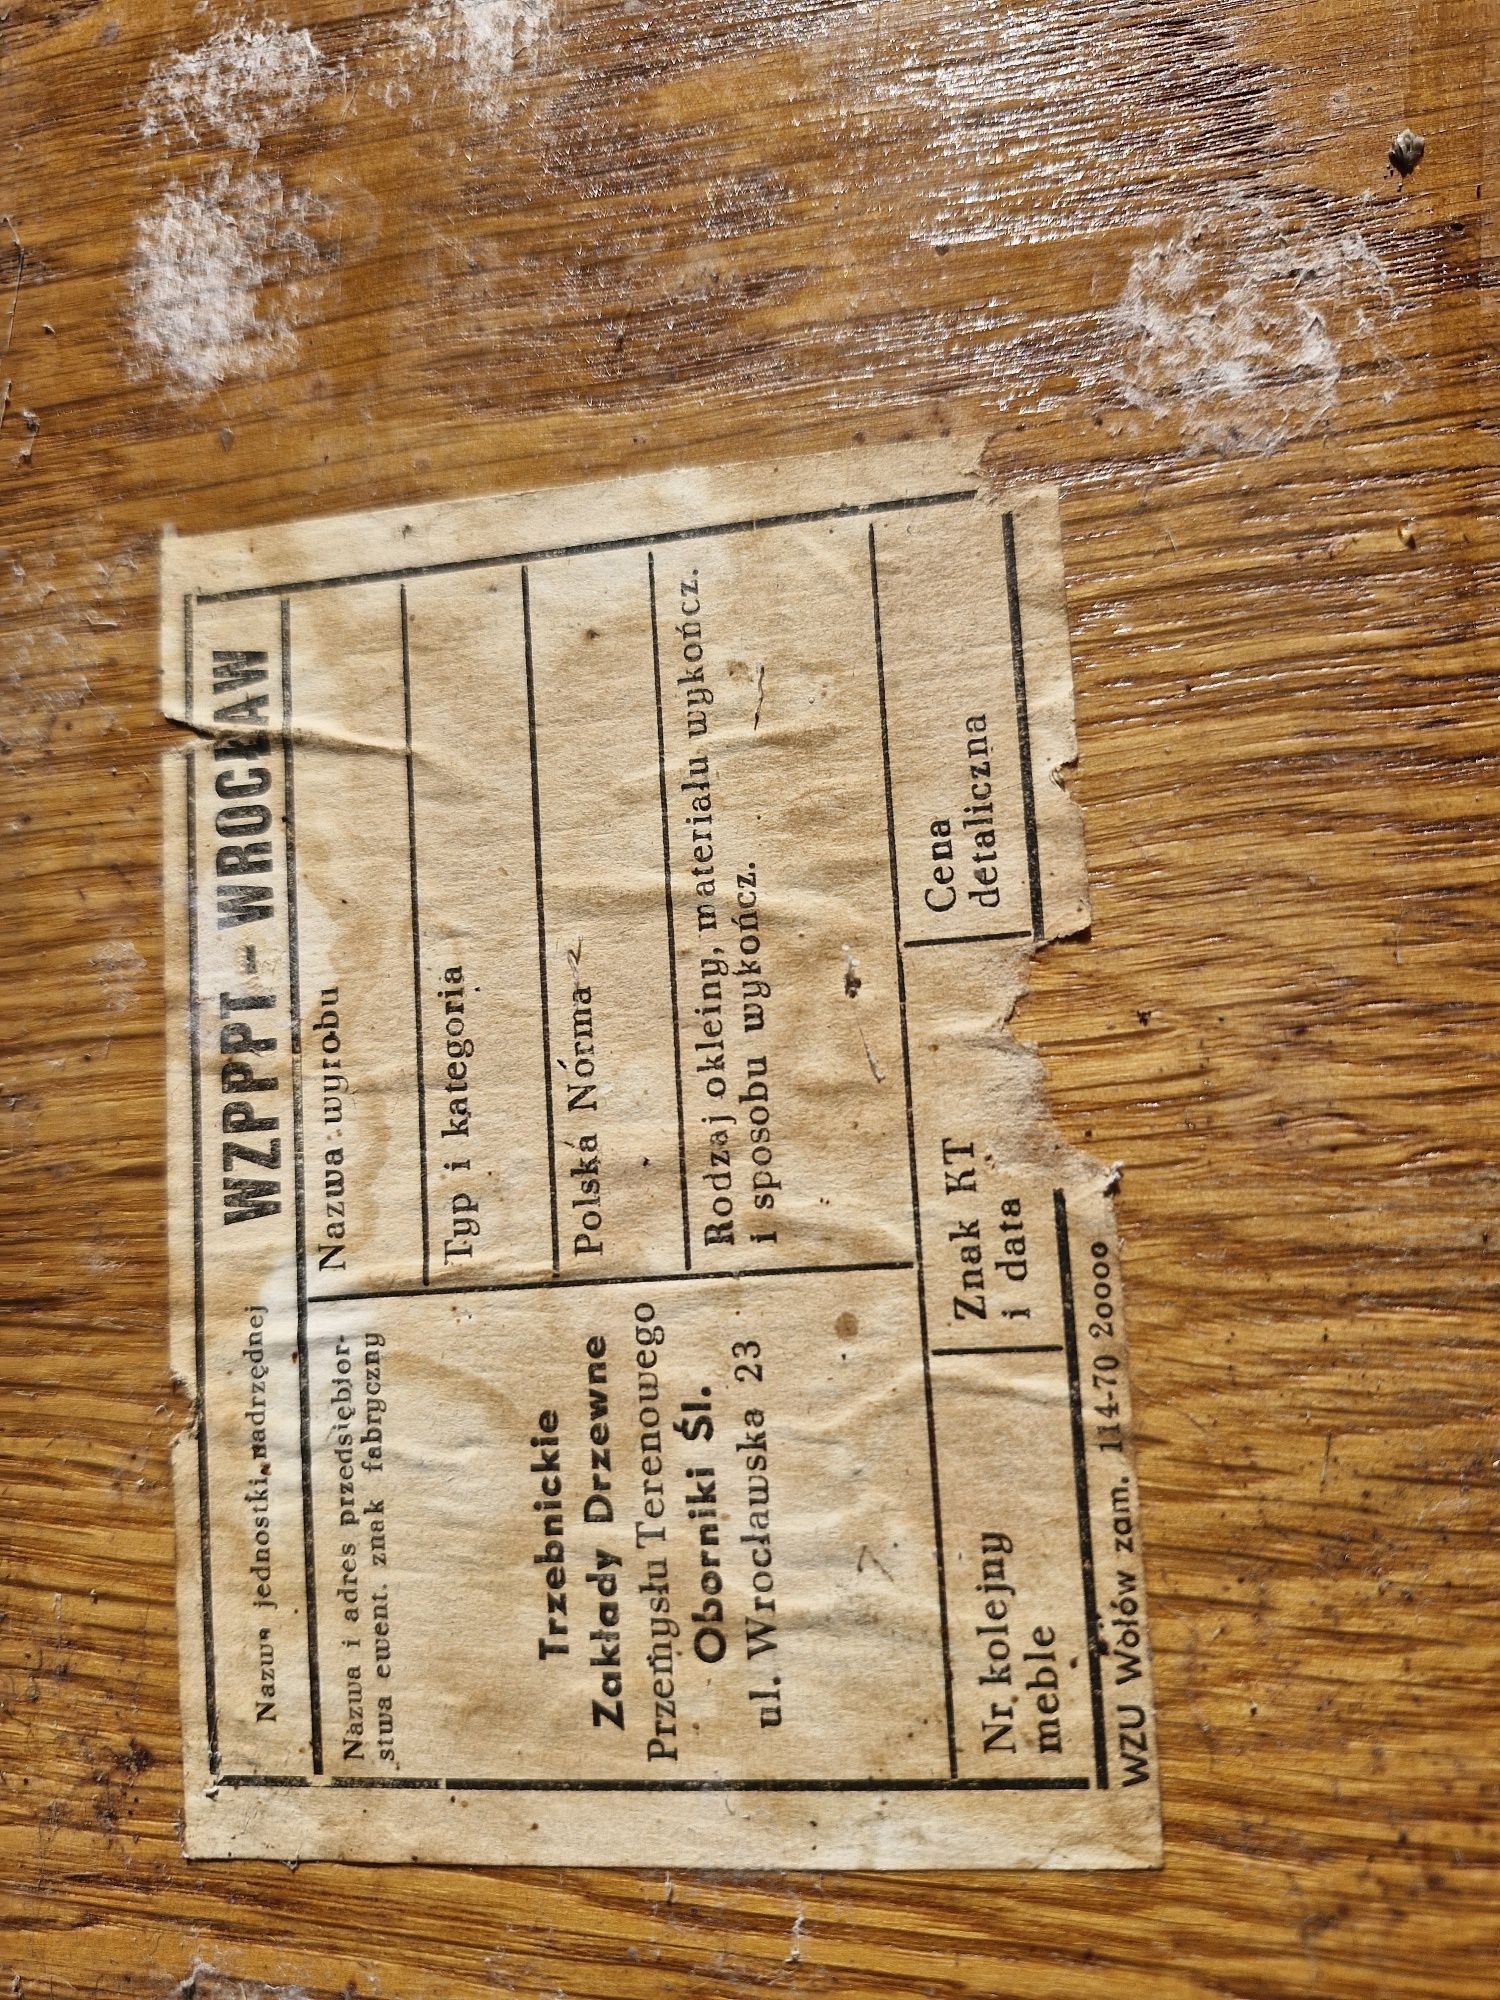 Nazwa jednostki nadrzędnej WZPPT - WROCŁAW
Nazwa i adres przedsiębior-
stwa ewent. znak fabryczny
Trzebnickie
Zakłady Drzewne
Przemysłu Terenowego
Oborniki Śl.
ul. Wrocławska 23
Nazwa wyrobu
Typ i kategoria
Polska Norma
Rodzaj okleiny, materiału wykończ.
i sposobu wykończ.
Nr kolejny
meble
Znak KT
i data
Cena
detaliczna
WZU Wołów zam. 114-70 20000